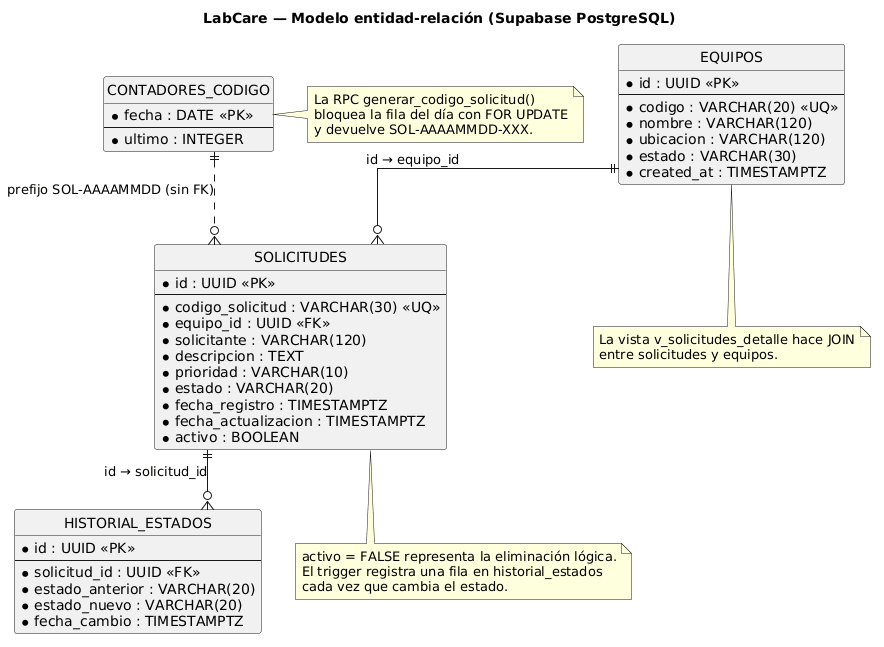 LabCare — Modelo entidad-relación (Supabase PostgreSQL)
CONTADORES_CODIGO
fecha : DATE «PK»
ultimo : INTEGER
La RPC generar_codigo_solicitud()
bloquea la fila del día con FOR UPDATE
y devuelve SOL-AAAAMMDD-XXX.
EQUIPOS
id : UUID «PK»
codigo : VARCHAR(20) «UQ»
nombre : VARCHAR(120)
ubicacion : VARCHAR(120)
estado : VARCHAR(30)
created_at : TIMESTAMPTZ
id → equipo_id
prefijo SOL-AAAAMMDD (sin FK)
SOLICITUDES
id : UUID «PK»
codigo_solicitud : VARCHAR(30) «UQ»
equipo_id : UUID «FK»
solicitante : VARCHAR(120)
descripcion : TEXT
prioridad : VARCHAR(10)
estado : VARCHAR(20)
fecha_registro : TIMESTAMPTZ
fecha_actualizacion : TIMESTAMPTZ
activo : BOOLEAN
La vista v_solicitudes_detalle hace JOIN
entre solicitudes y equipos.
id → solicitud_id
HISTORIAL_ESTADOS
id : UUID «PK»
solicitud_id : UUID «FK»
estado_anterior : VARCHAR(20)
estado_nuevo : VARCHAR(20)
fecha_cambio : TIMESTAMPTZ
activo = FALSE representa la eliminación lógica.
El trigger registra una fila en historial_estados
cada vez que cambia el estado.